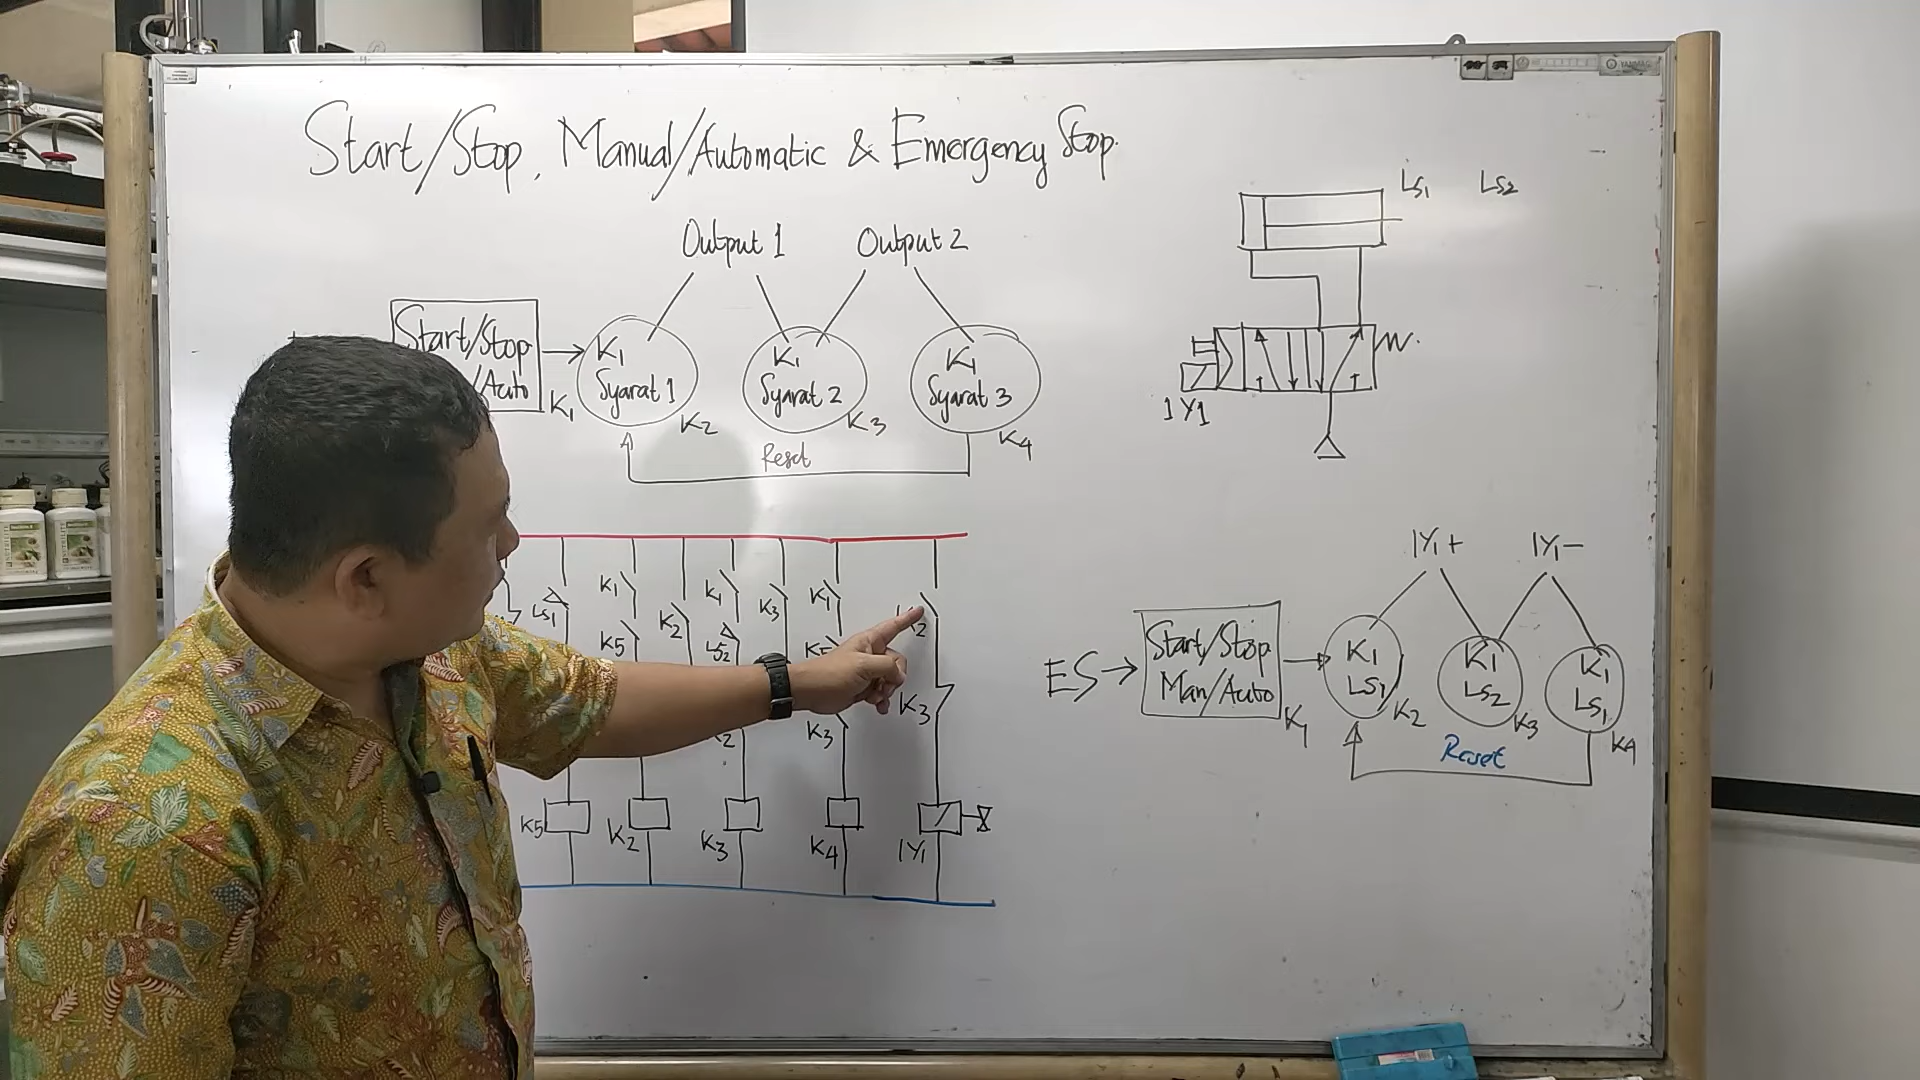 Start/Stop, Manual/Automatic & Emergency Stop.
Output 1 Output 2
Start/Stop
/Auto
K1
K1
Syarat 1
K2
K1
Syarat 2
K3
K1
Syarat 3
K4
Reset
LS1 LS2
1Y1
LS1
K5
K1
K5
K2
K2
K1
LS2
K2
K3
K3
K1
K5
K3
K4
K2
K3
1Y1
1Y1+ 1Y1-
ES
Start/Stop
Man/Auto
K1
K1
LS1
K2
K1
LS2
K3
K1
LS1
K4
Reset